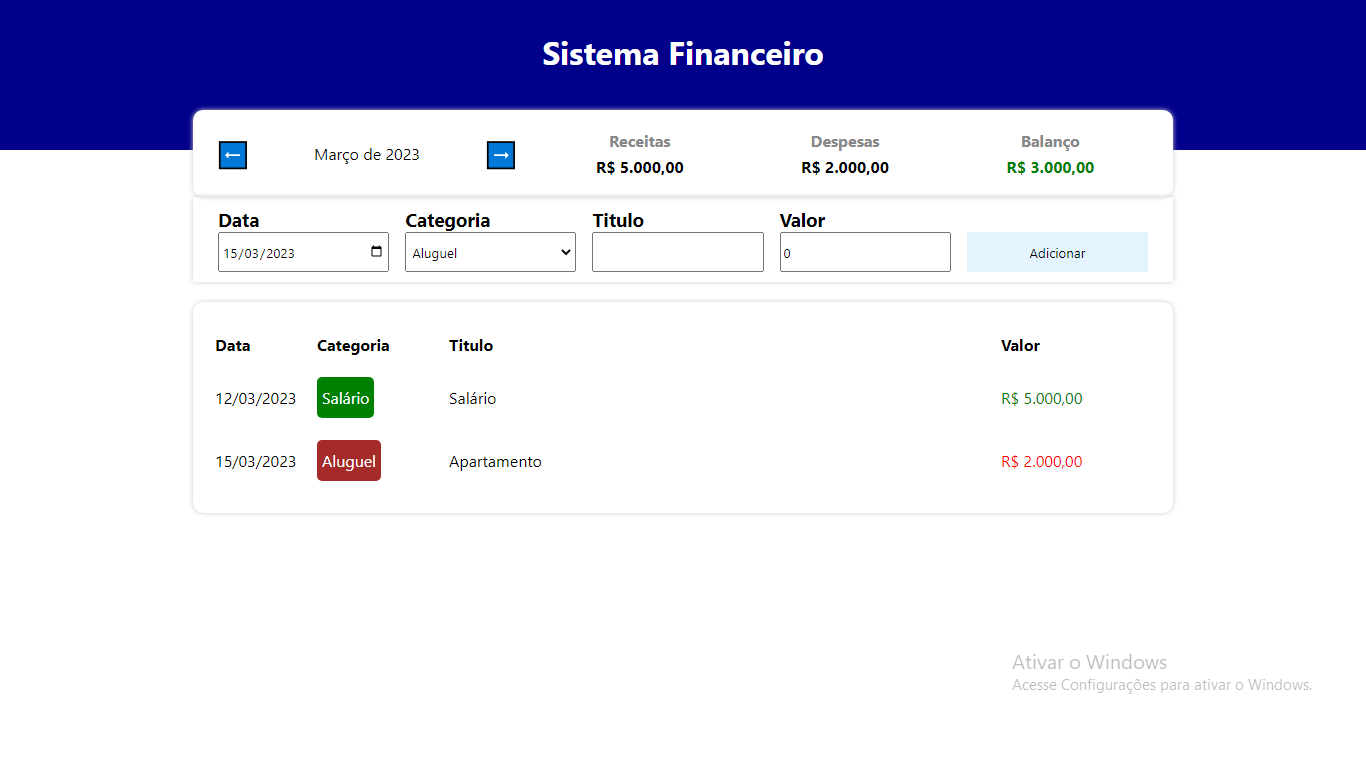 Sistema Financeiro
← Março de 2023 → Receitas Despesas Balanço
R$ 5.000,00 R$ 2.000,00 R$ 3.000,00
Data Categoria Titulo Valor
15/03/2023 Aluguel 0 Adicionar
Data Categoria Titulo Valor
12/03/2023 Salário Salário R$ 5.000,00
15/03/2023 Aluguel Apartamento R$ 2.000,00
Ativar o Windows
Acesse Configurações para ativar o Windows.